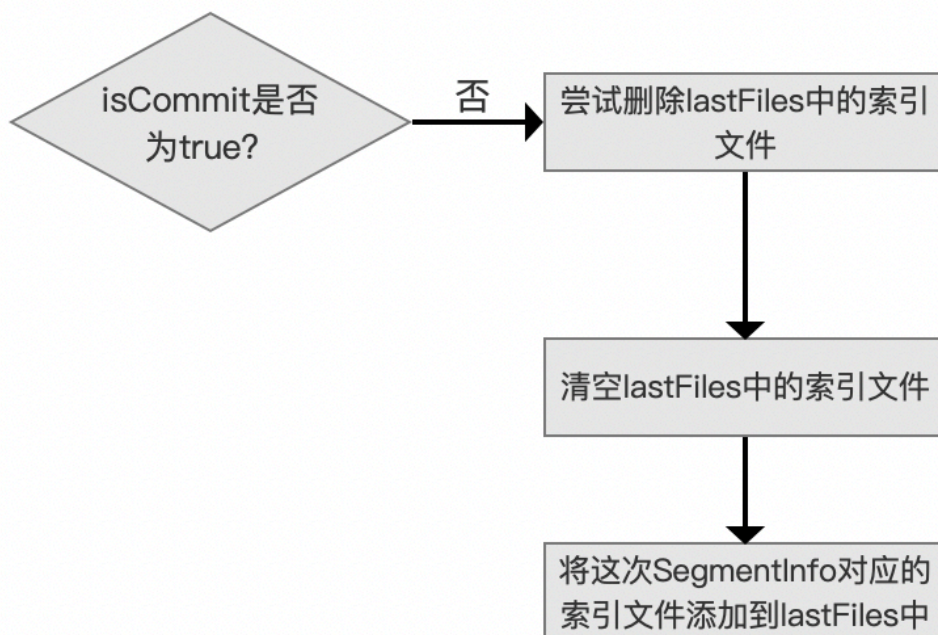 isCommit是否
为true?
否
尝试删除lastFiles中的索引
文件
清空lastFiles中的索引文件
将这次SegmentInfo对应的
索引文件添加到lastFiles中